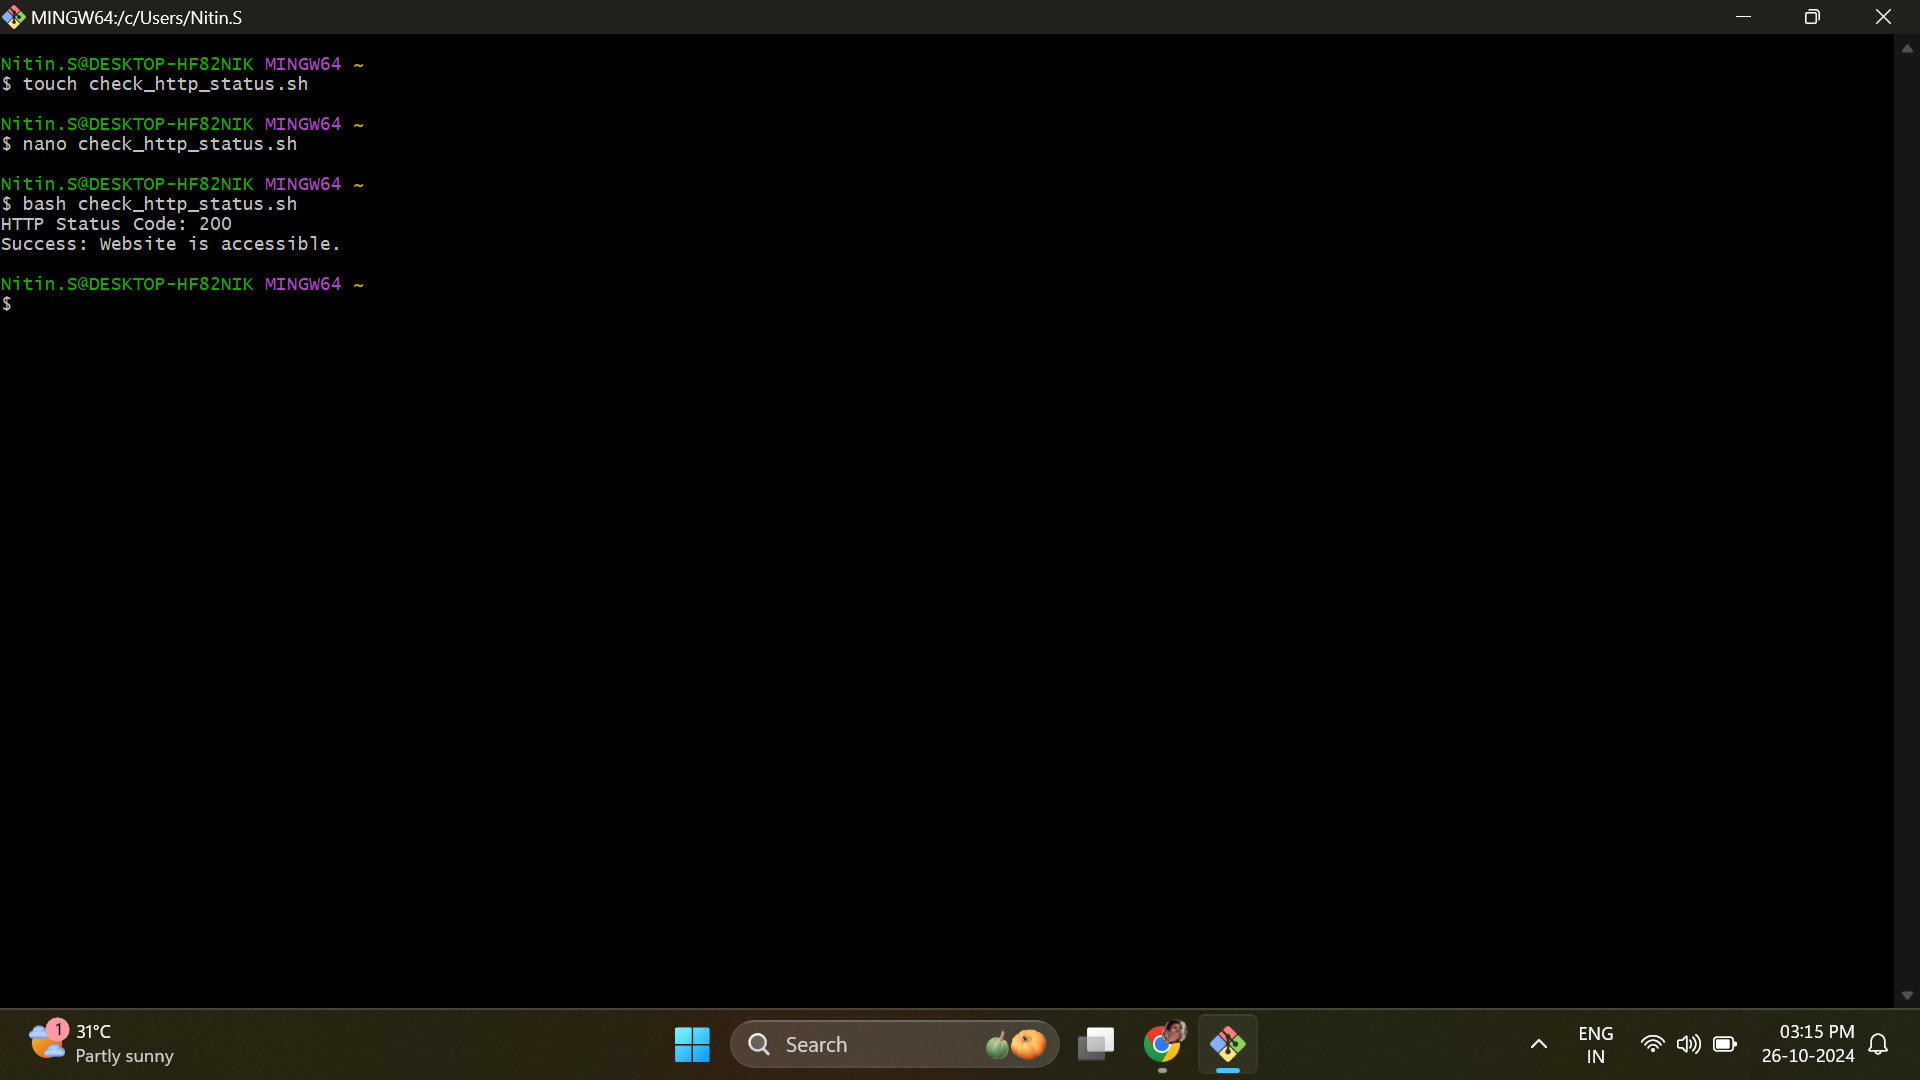 MINGW64:/c/Users/Nitin.S
Nitin.S@DESKTOP-HF82NIK MINGW64 ~
$ touch check_http_status.sh
Nitin.S@DESKTOP-HF82NIK MINGW64 ~
$ nano check_http_status.sh
Nitin.S@DESKTOP-HF82NIK MINGW64 ~
$ bash check_http_status.sh
HTTP Status Code: 200
Success: Website is accessible.
Nitin.S@DESKTOP-HF82NIK MINGW64 ~
$
1
31°C
Partly sunny
Search
ENG
IN
03:15 PM
26-10-2024